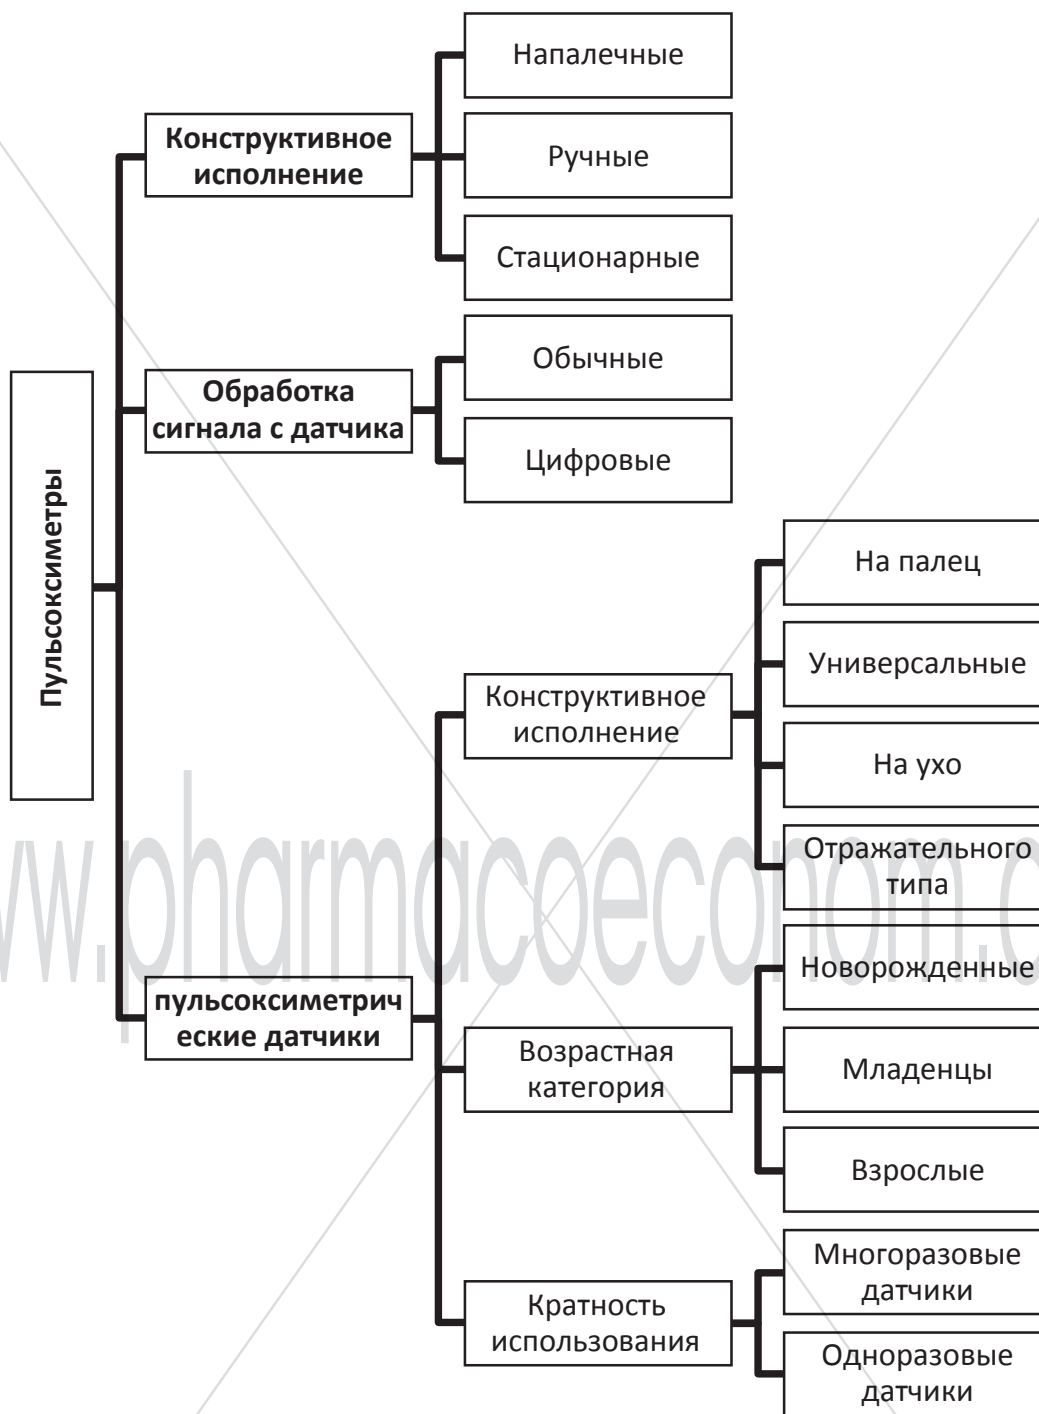 Пульсоксиметры
Конструктивное
исполнение
Напалечные
Ручные
Стационарные
Обработка
сигнала с датчика
Обычные
Цифровые
пульсоксиметрич
еские датчики
Конструктивное
исполнение
На палец
Универсальные
На ухо
Отражательного
типа
Возрастная
категория
Новорожденные
Младенцы
Взрослые
Кратность
использования
Многоразовые
датчики
Одноразовые
датчики
ww.pharmacoeconom.c